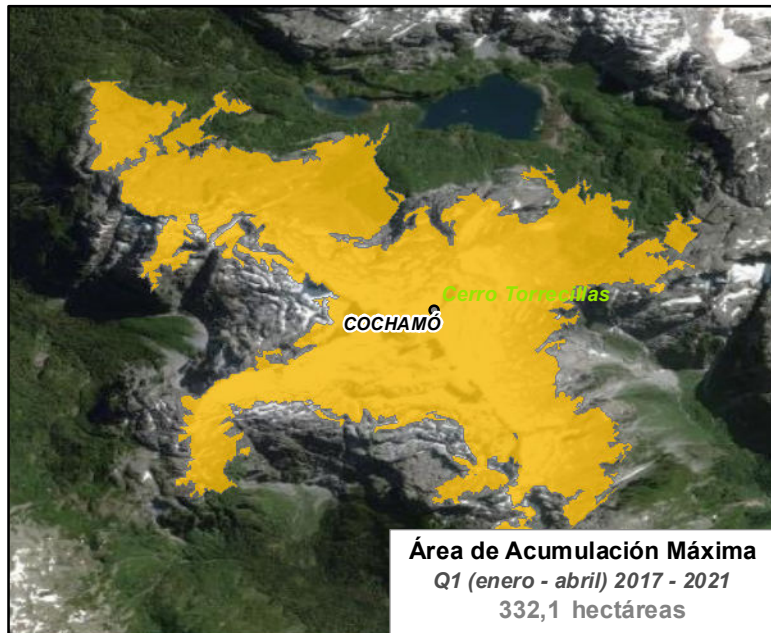 Cerro Torrecillas
COCHAMÓ
Área de Acumulación Máxima
Q1 (enero - abril) 2017 - 2021
332,1 hectáreas